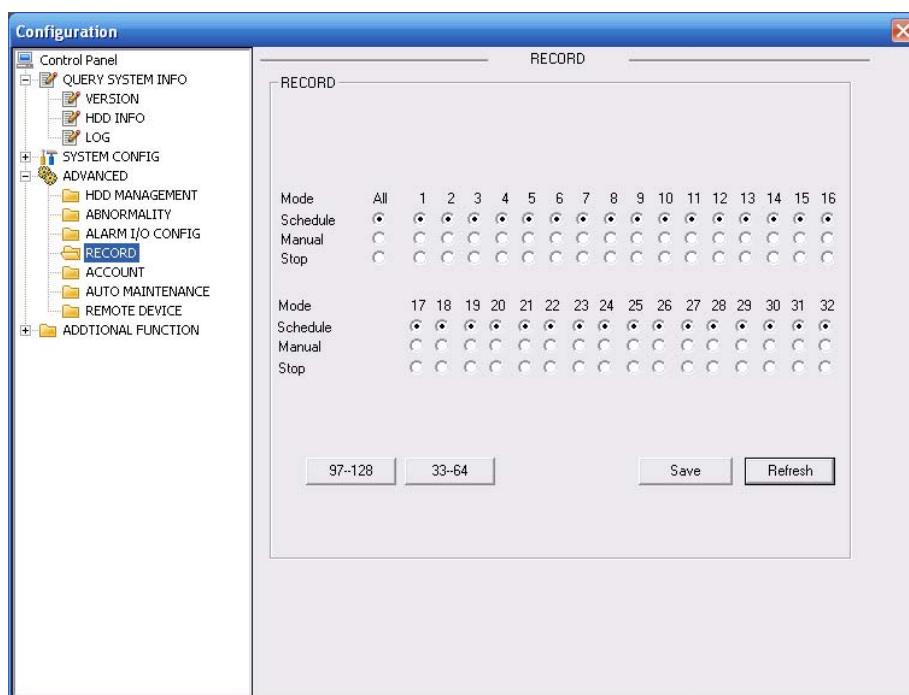 Configuration
Control Panel
QUERY SYSTEM INFO
VERSION
HDD INFO
LOG
SYSTEM CONFIG
ADVANCED
HDD MANAGEMENT
ABNORMALITY
ALARM I/O CONFIG
RECORD
ACCOUNT
AUTO MAINTENANCE
REMOTE DEVICE
ADDTIONAL FUNCTION
RECORD
RECORD
Mode All 1 2 3 4 5 6 7 8 9 10 11 12 13 14 15 16
Schedule
Manual
Stop
Mode 17 18 19 20 21 22 23 24 25 26 27 28 29 30 31 32
Schedule
Manual
Stop
97--128 33--64 Save Refresh